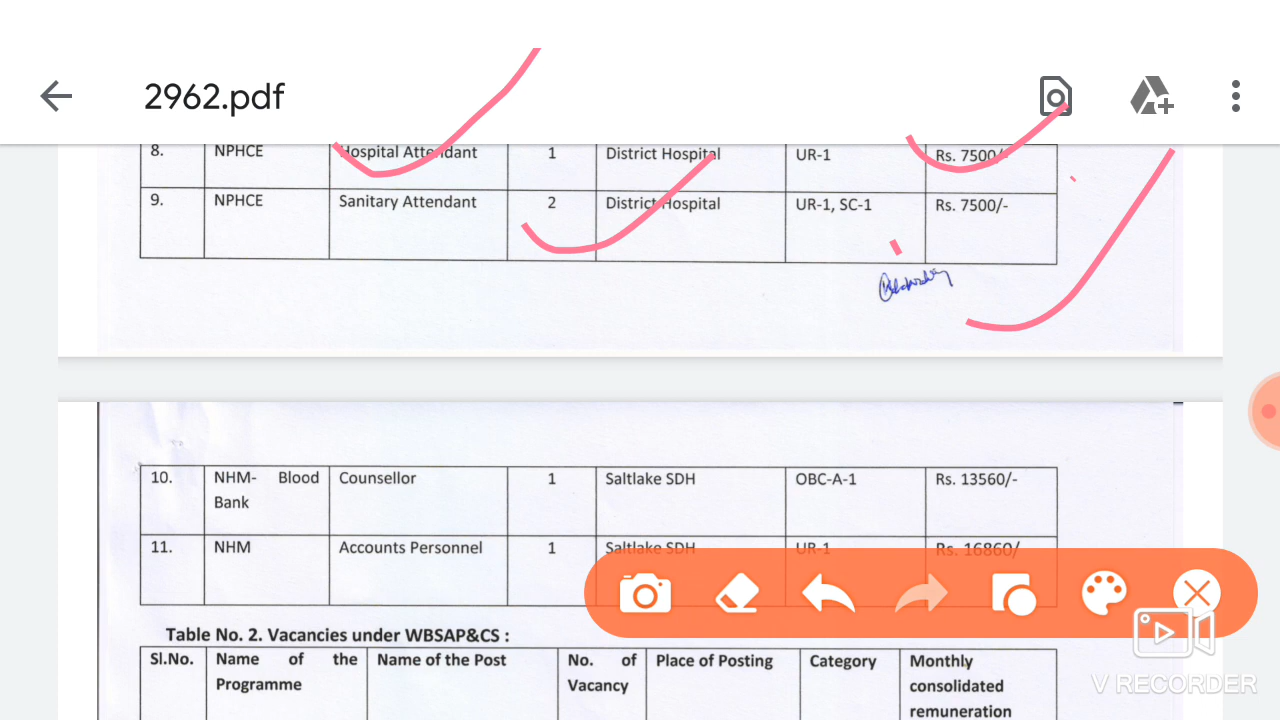 2962.pdf
8. NPHCE Hospital Attendant 1 District Hospital UR-1 Rs. 7500/-
9. NPHCE Sanitary Attendant 2 District Hospital UR-1, SC-1 Rs. 7500/-
10. NHM- Blood Counsellor 1 Saltlake SDH OBC-A-1 Rs. 13560/-
Bank
11. NHM Accounts Personnel 1 Saltlake SDH UR-1 Rs. 16860/
Table No. 2. Vacancies under WBSAP&CS :
Sl.No. Name of the Name of the Post No. of Place of Posting Category Monthly
Programme Vacancy consolidated
remuneration
V RECORDER